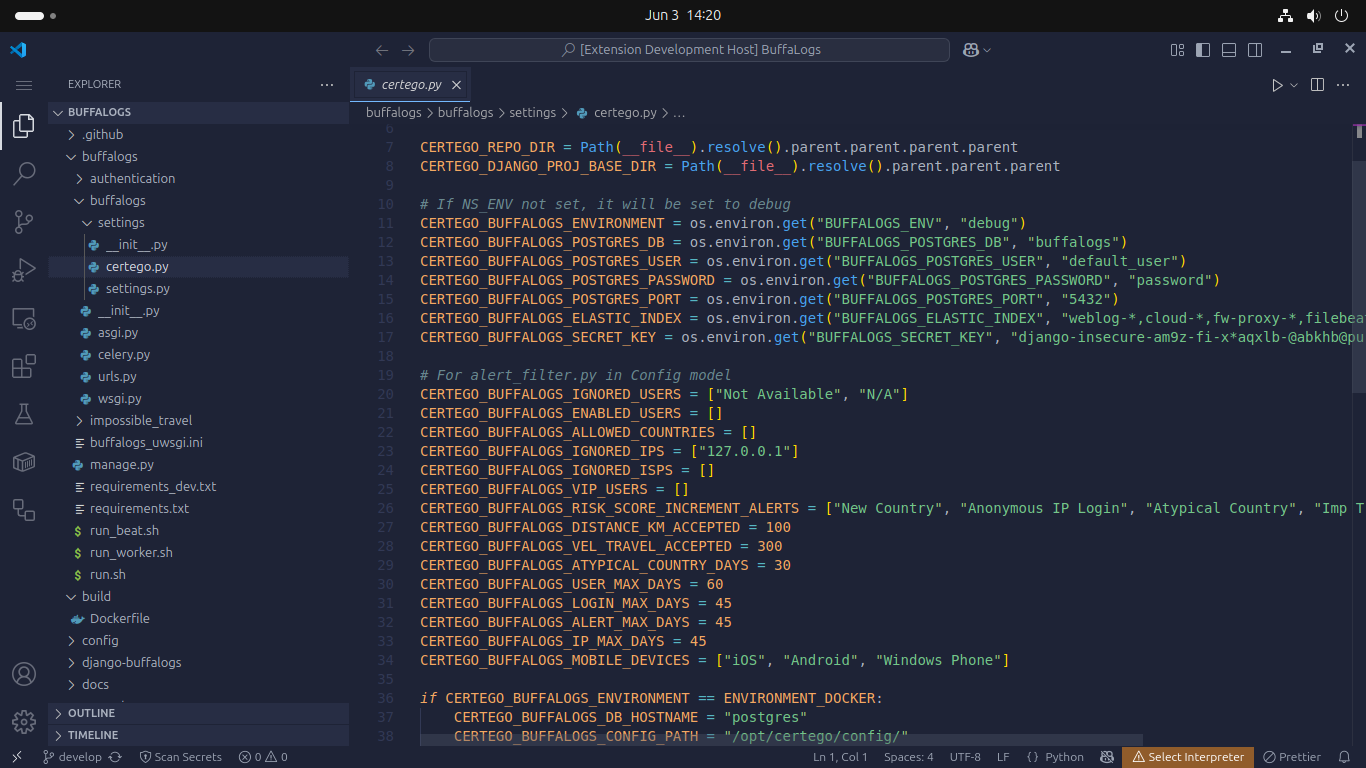 Jun 3 14:20
[Extension Development Host] BuffaLogs
EXPLORER
BUFFALOGS
.github
buffalogs
authentication
buffalogs
settings
__init__.py
certego.py
settings.py
__init__.py
asgi.py
celery.py
urls.py
wsgi.py
impossible_travel
buffalogs_uwsgi.ini
manage.py
requirements_dev.txt
requirements.txt
run_beat.sh
run_worker.sh
run.sh
build
Dockerfile
config
django-buffalogs
docs
OUTLINE
TIMELINE
certego.py
buffalogs > buffalogs > settings > certego.py > ...
6
7 CERTEGO_REPO_DIR = Path(__file__).resolve().parent.parent.parent.parent
8 CERTEGO_DJANGO_PROJ_BASE_DIR = Path(__file__).resolve().parent.parent.parent
9
10 # If NS_ENV not set, it will be set to debug
11 CERTEGO_BUFFALOGS_ENVIRONMENT = os.environ.get("BUFFALOGS_ENV", "debug")
12 CERTEGO_BUFFALOGS_POSTGRES_DB = os.environ.get("BUFFALOGS_POSTGRES_DB", "buffalogs")
13 CERTEGO_BUFFALOGS_POSTGRES_USER = os.environ.get("BUFFALOGS_POSTGRES_USER", "default_user")
14 CERTEGO_BUFFALOGS_POSTGRES_PASSWORD = os.environ.get("BUFFALOGS_POSTGRES_PASSWORD", "password")
15 CERTEGO_BUFFALOGS_POSTGRES_PORT = os.environ.get("BUFFALOGS_POSTGRES_PORT", "5432")
16 CERTEGO_BUFFALOGS_ELASTIC_INDEX = os.environ.get("BUFFALOGS_ELASTIC_INDEX", "weblog-*,cloud-*,fw-proxy-*,filebeat
17 CERTEGO_BUFFALOGS_SECRET_KEY = os.environ.get("BUFFALOGS_SECRET_KEY", "django-insecure-am9z-fi-x*aqxlb-@abkhb@pu
18
19 # For alert_filter.py in Config model
20 CERTEGO_BUFFALOGS_IGNORED_USERS = ["Not Available", "N/A"]
21 CERTEGO_BUFFALOGS_ENABLED_USERS = []
22 CERTEGO_BUFFALOGS_ALLOWED_COUNTRIES = []
23 CERTEGO_BUFFALOGS_IGNORED_IPS = ["127.0.0.1"]
24 CERTEGO_BUFFALOGS_IGNORED_ISPS = []
25 CERTEGO_BUFFALOGS_VIP_USERS = []
26 CERTEGO_BUFFALOGS_RISK_SCORE_INCREMENT_ALERTS = ["New Country", "Anonymous IP Login", "Atypical Country", "Imp T
27 CERTEGO_BUFFALOGS_DISTANCE_KM_ACCEPTED = 100
28 CERTEGO_BUFFALOGS_VEL_TRAVEL_ACCEPTED = 300
29 CERTEGO_BUFFALOGS_ATYPICAL_COUNTRY_DAYS = 30
30 CERTEGO_BUFFALOGS_USER_MAX_DAYS = 60
31 CERTEGO_BUFFALOGS_LOGIN_MAX_DAYS = 45
32 CERTEGO_BUFFALOGS_ALERT_MAX_DAYS = 45
33 CERTEGO_BUFFALOGS_IP_MAX_DAYS = 45
34 CERTEGO_BUFFALOGS_MOBILE_DEVICES = ["iOS", "Android", "Windows Phone"]
35
36 if CERTEGO_BUFFALOGS_ENVIRONMENT == ENVIRONMENT_DOCKER:
37 CERTEGO_BUFFALOGS_DB_HOSTNAME = "postgres"
38 CERTEGO_BUFFALOGS_CONFIG_PATH = "/opt/certego/config/"
develop Scan Secrets 0 0 Ln 1, Col 1 Spaces: 4 UTF-8 LF { } Python Select Interpreter Prettier